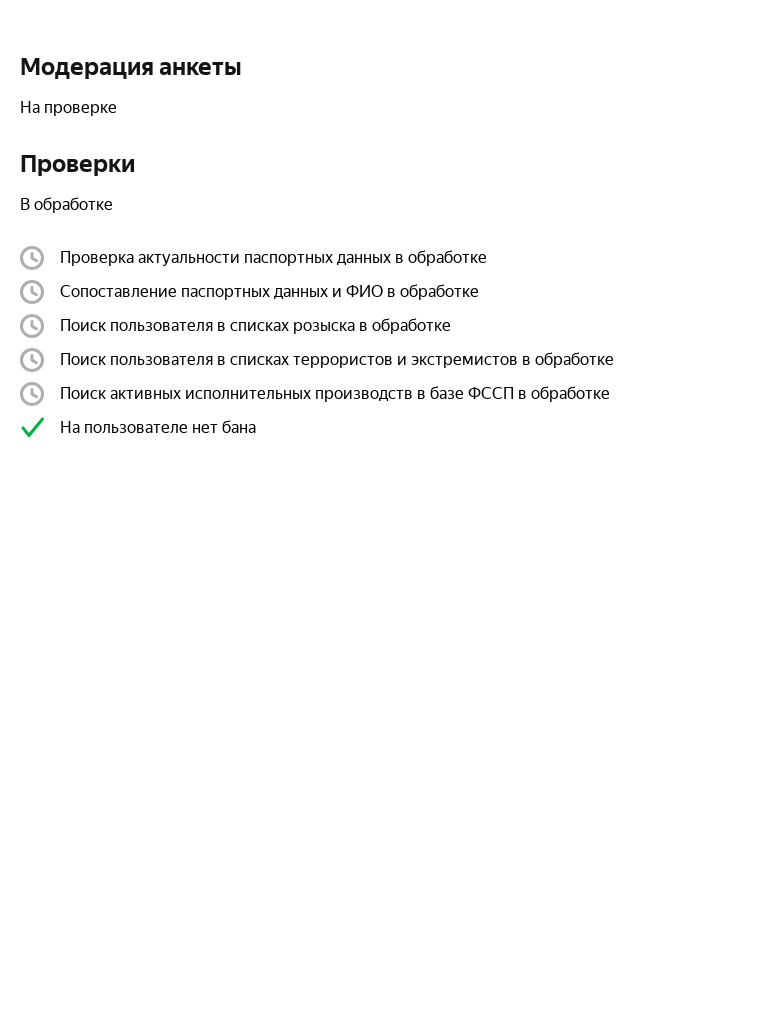 Модерация анкеты
На проверке
Проверки
В обработке
Проверка актуальности паспортных данных в обработке
Сопоставление паспортных данных и ФИО в обработке
Поиск пользователя в списках розыска в обработке
Поиск пользователя в списках террористов и экстремистов в обработке
Поиск активных исполнительных производств в базе ФССП в обработке
На пользователе нет бана